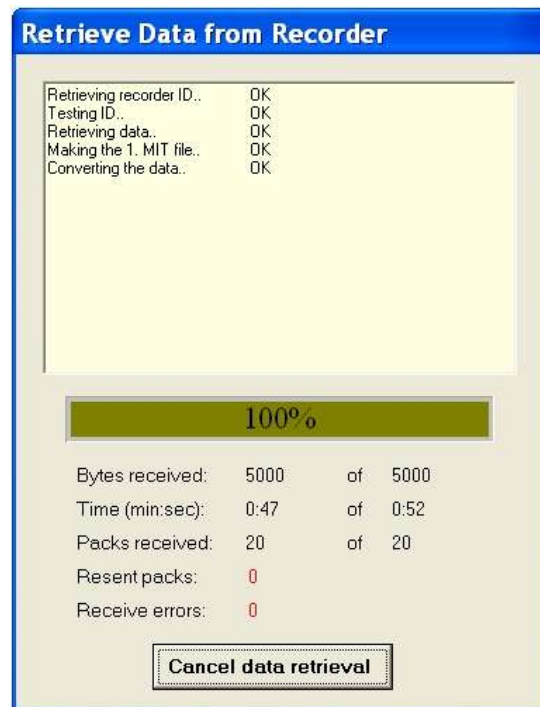 Retrieve Data from Recorder
Retrieving recorder ID.. OK
Testing ID.. OK
Retrieving data.. OK
Making the 1. MIT file.. OK
Converting the data.. OK
100%
Bytes received: 5000 of 5000
Time (min:sec): 0:47 of 0:52
Packs received: 20 of 20
Resent packs: 0
Receive errors: 0
Cancel data retrieval